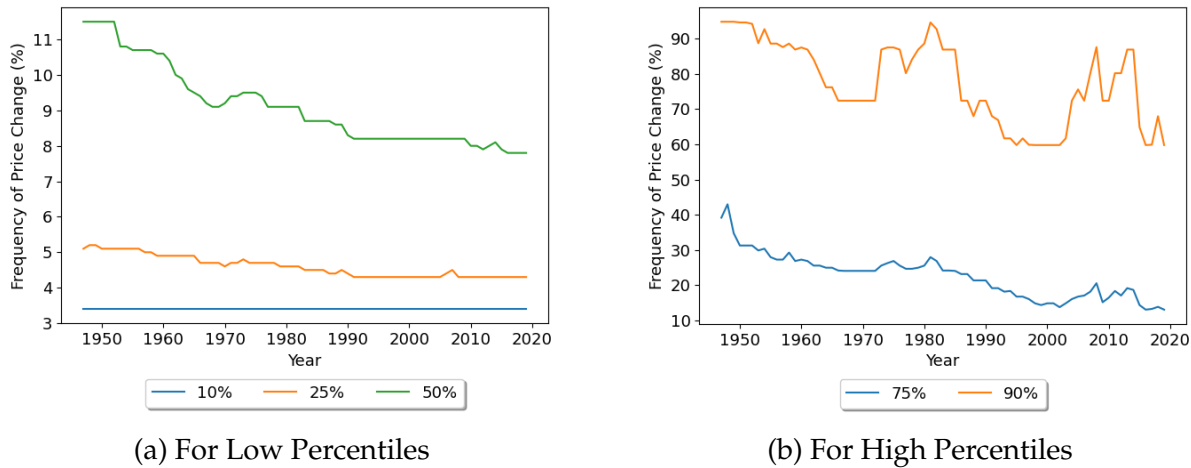 Frequency of Price Change (%)
11
10
9
8
7
6
5
4
3
1950 1960 1970 1980 1990 2000 2010 2020
Year
10% 25% 50%
(a) For Low Percentiles
Frequency of Price Change (%)
90
80
70
60
50
40
30
20
10
1950 1960 1970 1980 1990 2000 2010 2020
Year
75% 90%
(b) For High Percentiles